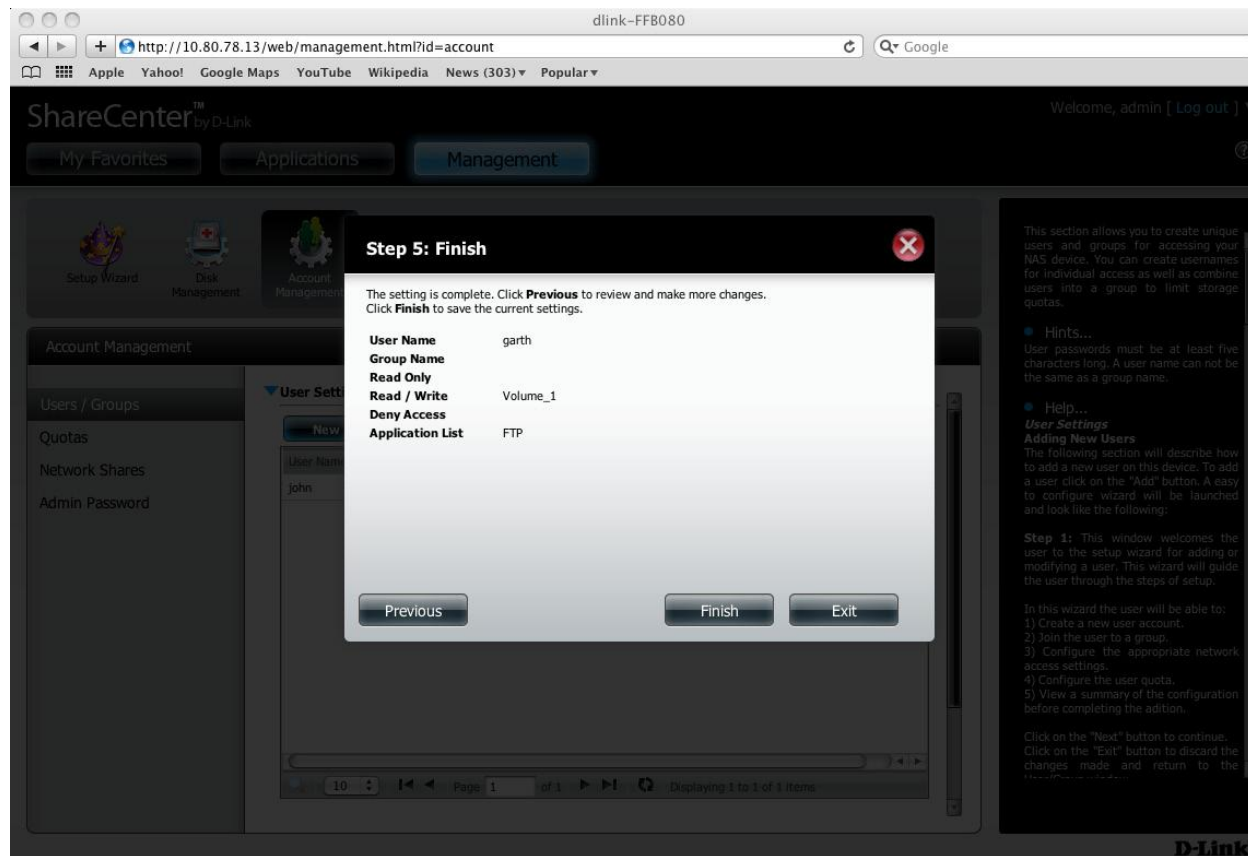 dlink-FFB080
http://10.80.78.13/web/management.html?id=account
Google
Apple Yahoo! Google Maps YouTube Wikipedia News (303)▾ Popular▾
ShareCenter™ by D-Link
Welcome, admin [ Log out ]
My Favorites Applications Management
Setup Wizard
Disk Management
Account Management
Account Management
Users / Groups
Quotas
Network Shares
Admin Password
User Setti
New
User Name
john
Step 5: Finish
The setting is complete. Click Previous to review and make more changes.
Click Finish to save the current settings.
User Name garth
Group Name
Read Only
Read / Write Volume_1
Deny Access
Application List FTP
Previous Finish Exit
10 Page 1 of 1 Displaying 1 to 1 of 1 items
This section allows you to create unique
users and groups for accessing your
NAS device. You can create usernames
for individual access as well as combine
users into a group to limit storage
quotas.
Hints...
User passwords must be at least five
characters long. A user name can not be
the same as a group name.
Help...
User Settings
Adding New Users
The following section will describe how
to add a new user on this device. To add
a user click on the "Add" button. A easy
to configure wizard will be launched
and look like the following:
Step 1: This window welcomes the
user to the setup wizard for adding or
modifying a user. This wizard will guide
the user through the steps of setup.
In this wizard the user will be able to:
1) Create a new user account.
2) Join the user to a group.
3) Configure the appropriate network
access settings.
4) Configure the user quota.
5) View a summary of the configuration
before completing the adition.
Click on the "Next" button to continue.
Click on the "Exit" button to discard the
changes made and return to the
D-Link